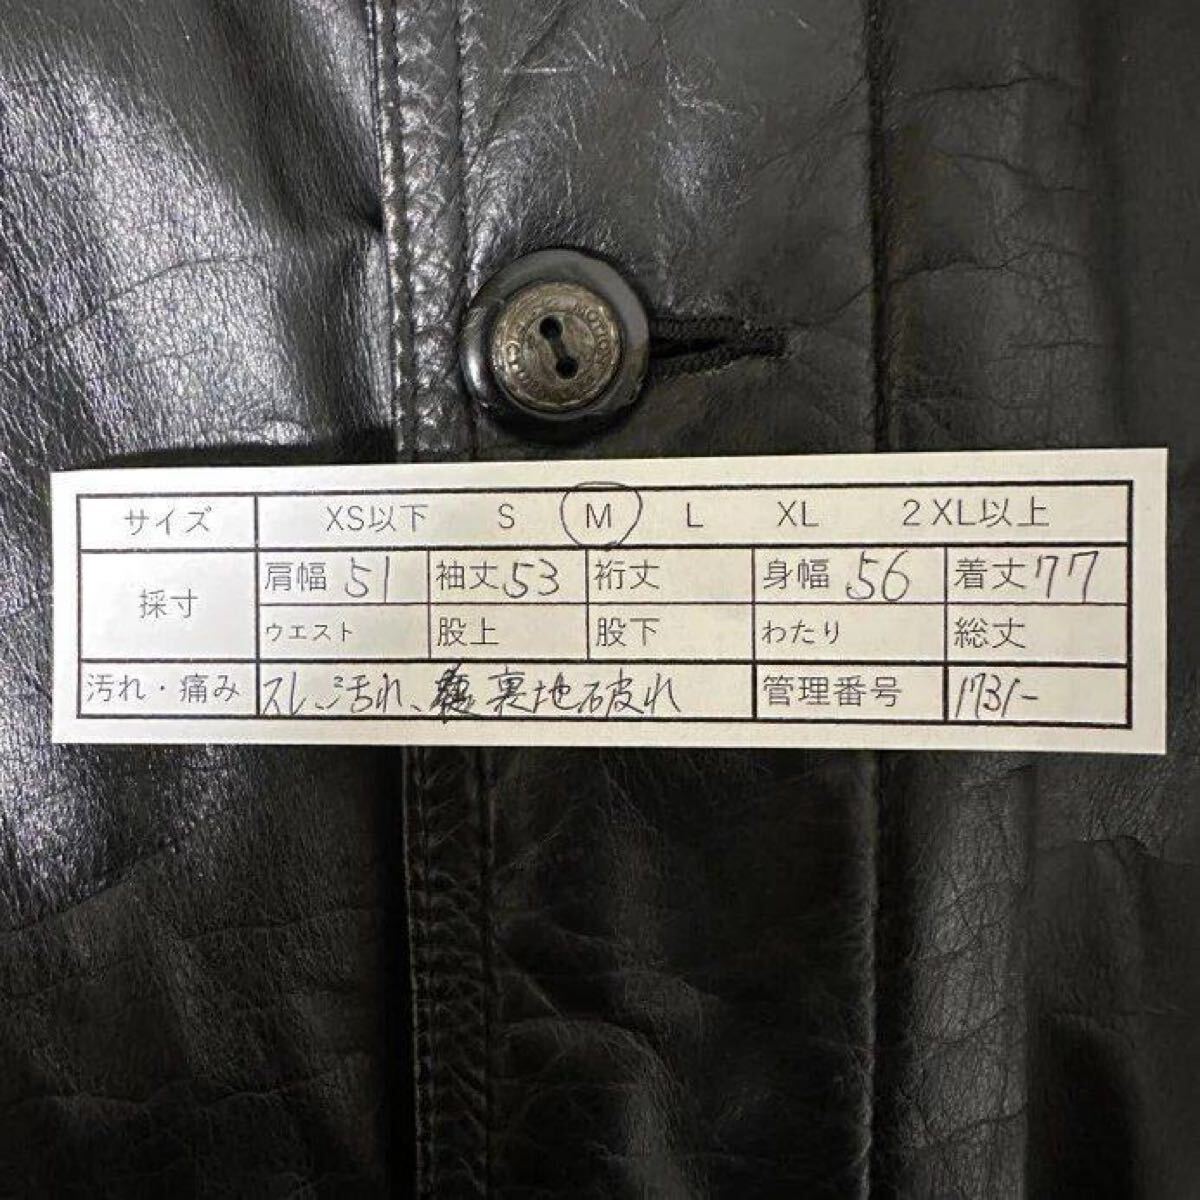 MOTION
サイズ XS以下 S M L XL 2XL以上
採寸 肩幅 51 袖丈 53 裄丈 身幅 56 着丈 77
ウエスト 股上 股下 わたり 総丈
汚れ・痛み スレ、汚れ、裏地破れ 管理番号 1731-